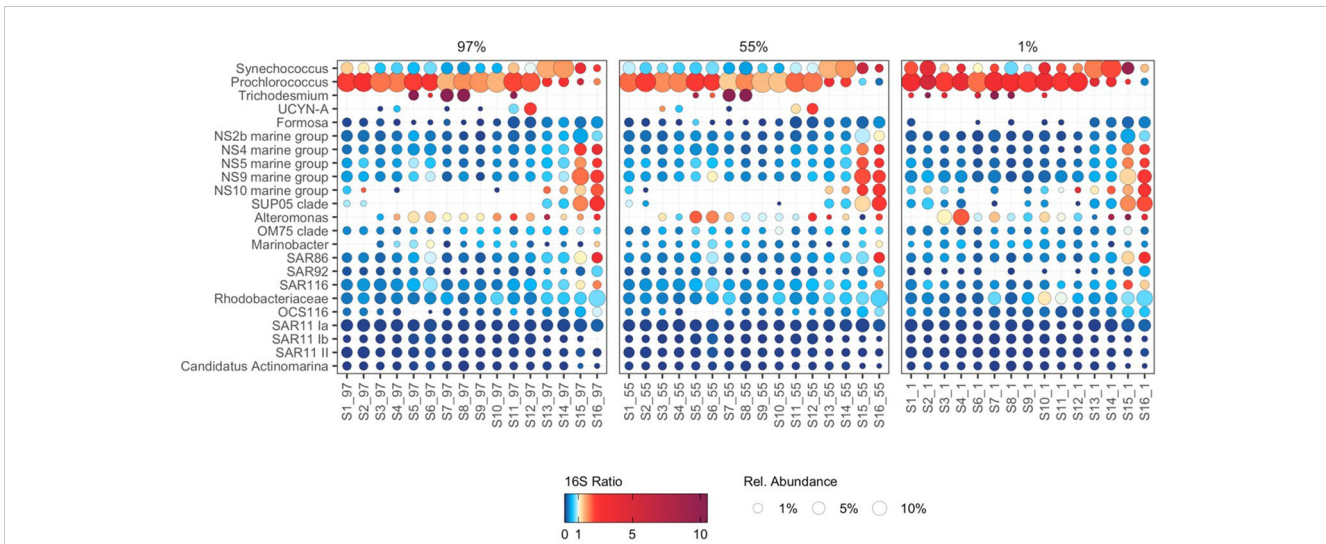 97%
55%
1%
Synechococcus
Prochlorococcus
Trichodesmium
UCYN-A
Formosa
NS2b marine group
NS4 marine group
NS5 marine group
NS9 marine group
NS10 marine group
SUP05 clade
Alteromonas
OM75 clade
Marinobacter
SAR86
SAR92
SAR116
Rhodobacteriaceae
OCS116
SAR11 Ia
SAR11 Ib
SAR11 II
Candidatus Actinomarina
S1_97
S2_97
S3_97
S4_97
S5_97
S6_97
S7_97
S8_97
S9_97
S10_97
S11_97
S12_97
S13_97
S14_97
S15_97
S16_97
S1_55
S2_55
S3_55
S4_55
S5_55
S6_55
S7_55
S8_55
S9_55
S10_55
S11_55
S12_55
S13_55
S14_55
S15_55
S16_55
S1_1
S2_1
S3_1
S4_1
S6_1
S7_1
S8_1
S9_1
S10_1
S11_1
S12_1
S13_1
S14_1
S15_1
S16_1
16S Ratio
0 1 5 10
Rel. Abundance
1% 5% 10%